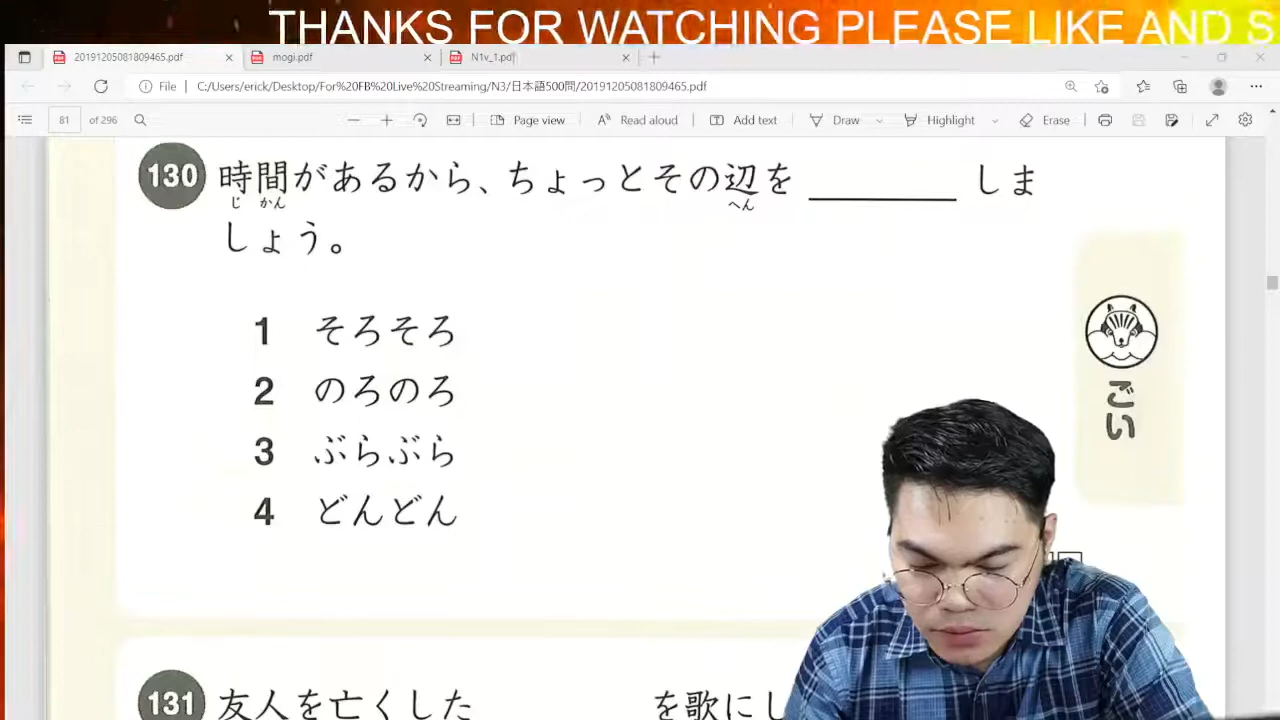 THANKS FOR WATCHING PLEASE LIKE AND S
20191205081809465.pdf
mogi.pdf
N1v_1.pdf
File
C:/Users/erick/Desktop/For%20FB%20Live%20Streaming/N3/日本語500問/20191205081809465.pdf
81 of 296
Page view
Read aloud
Add text
Draw
Highlight
Erase
130 時間があるから、ちょっとその辺を ________ しま
じ かん へん
しょう。
1 そろそろ
2 のろのろ
3 ぶらぶら
4 どんどん
ごい
131 友人を亡くした を歌にし